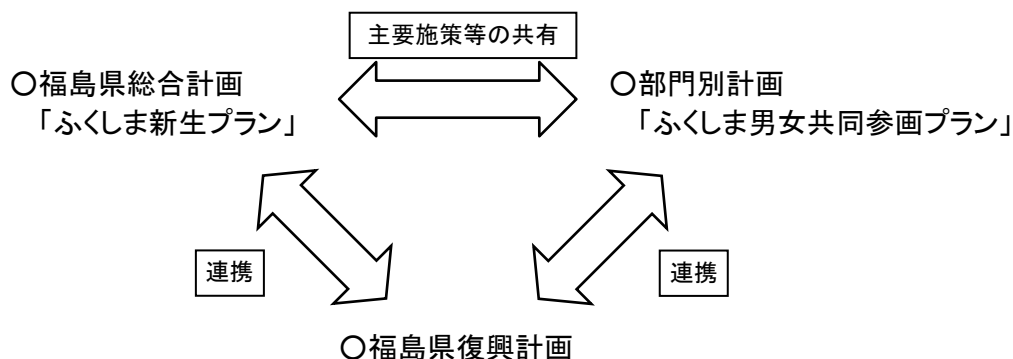 主要施策等の共有
○福島県総合計画
「ふくしま新生プラン」
○部門別計画
「ふくしま男女共同参画プラン」
連携
連携
○福島県復興計画